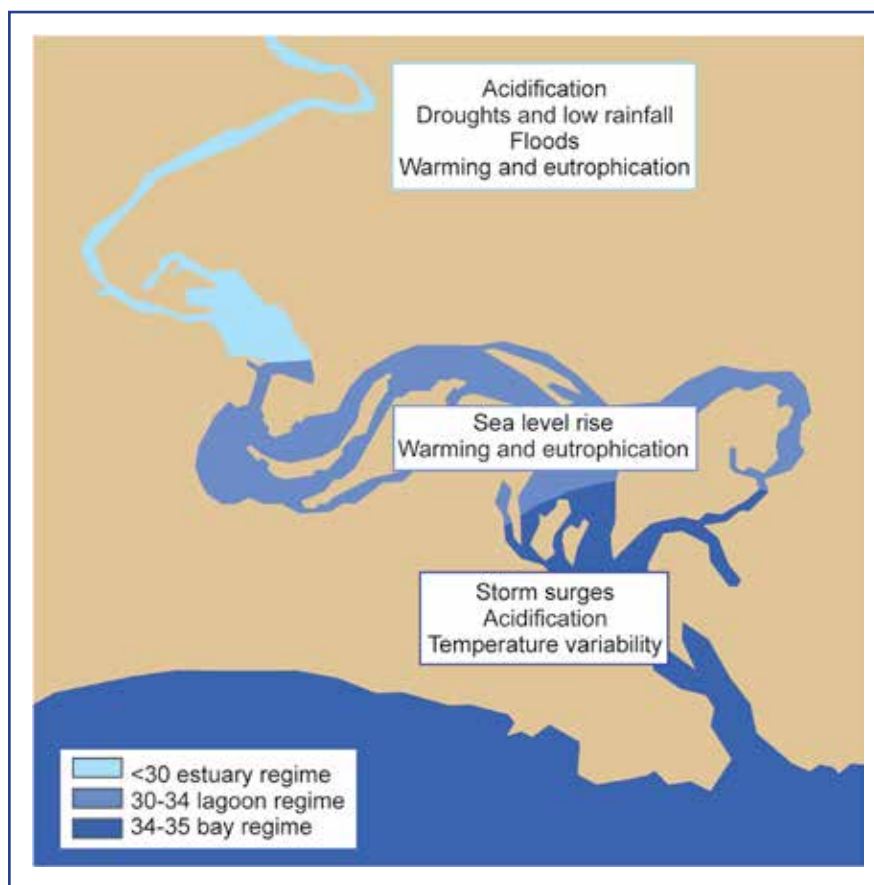 Acidification
Droughts and low rainfall
Floods
Warming and eutrophication
Sea level rise
Warming and eutrophication
Storm surges
Acidification
Temperature variability
<30 estuary regime
30-34 lagoon regime
34-35 bay regime